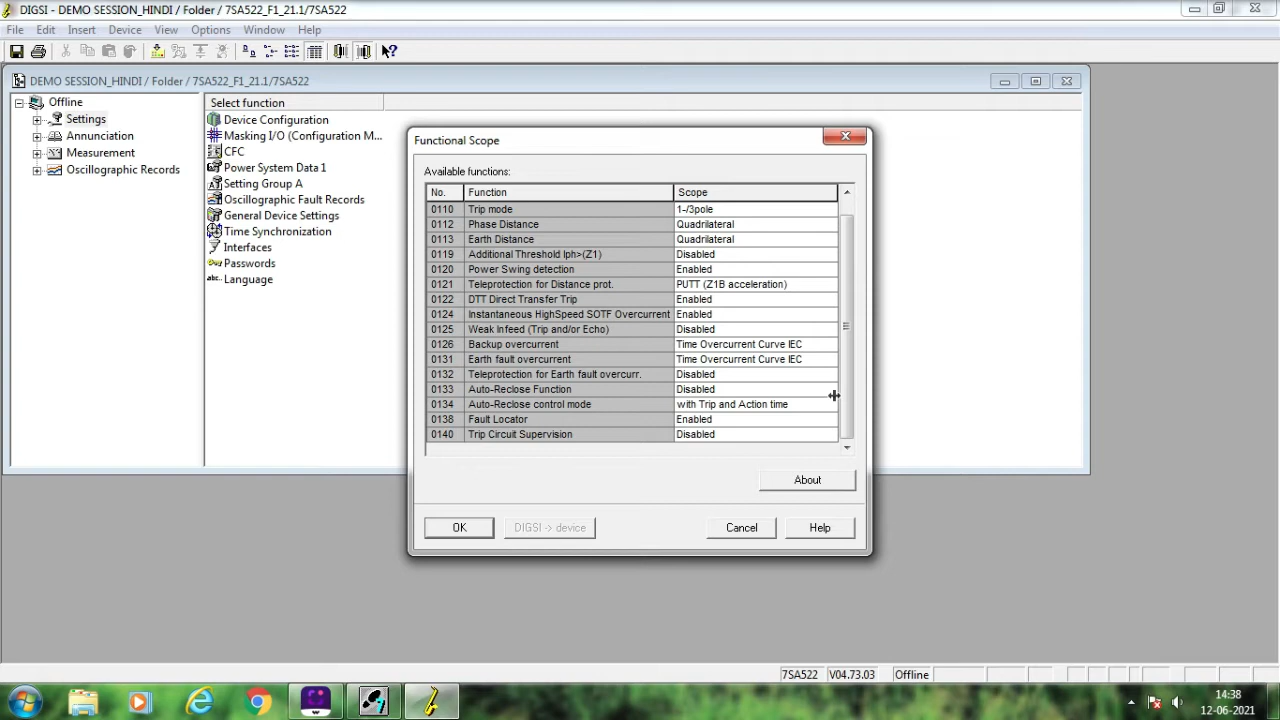 DIGSI - DEMO SESSION_HINDI / Folder / 7SA522_F1_21.1/7SA522
File Edit Insert Device View Options Window Help
DEMO SESSION_HINDI / Folder / 7SA522_F1_21.1/7SA522
Offline
Settings
Annunciation
Measurement
Oscillographic Records
Select function
Device Configuration
Masking I/O (Configuration M...
CFC
Power System Data 1
Setting Group A
Oscillographic Fault Records
General Device Settings
Time Synchronization
Interfaces
Passwords
Language
Functional Scope
Available functions:
No. Function Scope
0110 Trip mode 1-/3pole
0112 Phase Distance Quadrilateral
0113 Earth Distance Quadrilateral
0119 Additional Threshold Iph>(Z1) Disabled
0120 Power Swing detection Enabled
0121 Teleprotection for Distance prot. PUTT (Z1B acceleration)
0122 DTT Direct Transfer Trip Enabled
0124 Instantaneous HighSpeed SOTF Overcurrent Enabled
0125 Weak Infeed (Trip and/or Echo) Disabled
0126 Backup overcurrent Time Overcurrent Curve IEC
0131 Earth fault overcurrent Time Overcurrent Curve IEC
0132 Teleprotection for Earth fault overcurr. Disabled
0133 Auto-Reclose Function Disabled
0134 Auto-Reclose control mode with Trip and Action time
0138 Fault Locator Enabled
0140 Trip Circuit Supervision Disabled
About
OK DIGSI -> device Cancel Help
7SA522 V04.73.03 Offline
14:38
12-06-2021